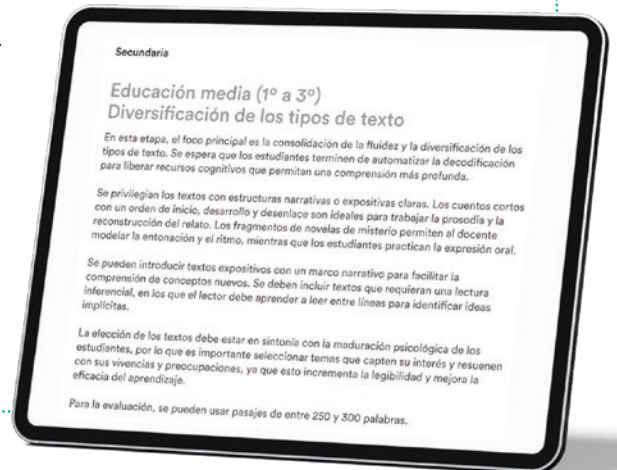 Secundaria
Educación media (1º a 3º)
Diversificación de los tipos de texto
En esta etapa, el foco principal es la consolidación de la fluidez y la diversificación de los
tipos de texto. Se espera que los estudiantes terminen de automatizar la decodificación
para liberar recursos cognitivos que permitan una comprensión más profunda.
Se privilegian los textos con estructuras narrativas o expositivas claras. Los cuentos cortos
con un orden de inicio, desarrollo y desenlace son ideales para trabajar la prosodia y la
reconstrucción del relato. Los fragmentos de novelas de misterio permiten al docente
modelar la entonación y el ritmo, mientras que los estudiantes practican la expresión oral.
Se pueden introducir textos expositivos con un marco narrativo para facilitar la
comprensión de conceptos nuevos. Se deben incluir textos que requieran una lectura
inferencial, en los que el lector debe aprender a leer entre líneas para identificar ideas
implícitas.
La elección de los textos debe estar en sintonía con la maduración psicológica de los
estudiantes, por lo que es importante seleccionar temas que capten su interés y resuenen
con sus vivencias y preocupaciones, ya que esto incrementa la legibilidad y mejora la
eficacia del aprendizaje.
Para la evaluación, se pueden usar pasajes de entre 250 y 300 palabras.